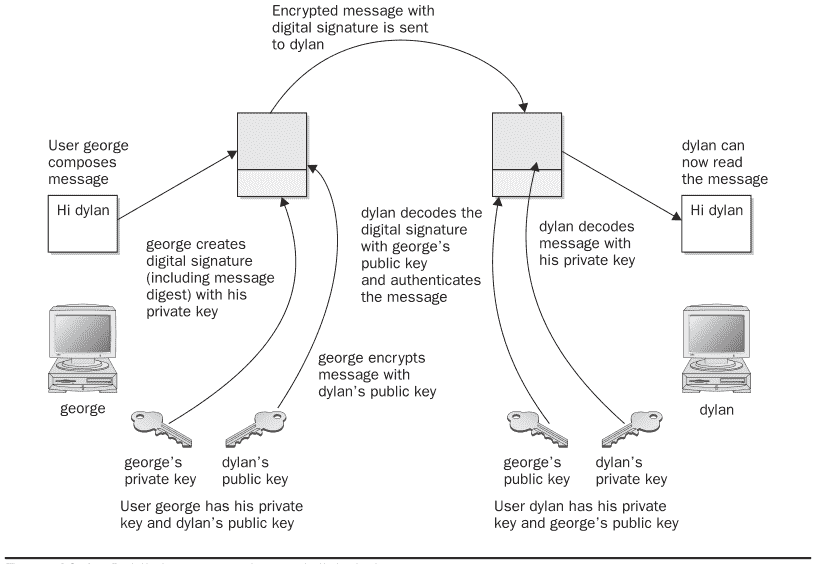 Encrypted message with
digital signature is sent
to dylan
User george
composes
message
Hi dylan
george creates
digital signature
(including message
digest) with his
private key
george encrypts
message with
dylan's public key
george
george's
private key
dylan's
public key
User george has his private
key and dylan's public key
dylan decodes the
digital signature
with george's
public key
and authenticates
the message
dylan decodes
message with
his private key
dylan can
now read
the message
Hi dylan
dylan
george's
public key
dylan's
private key
User dylan has his private
key and george's public key